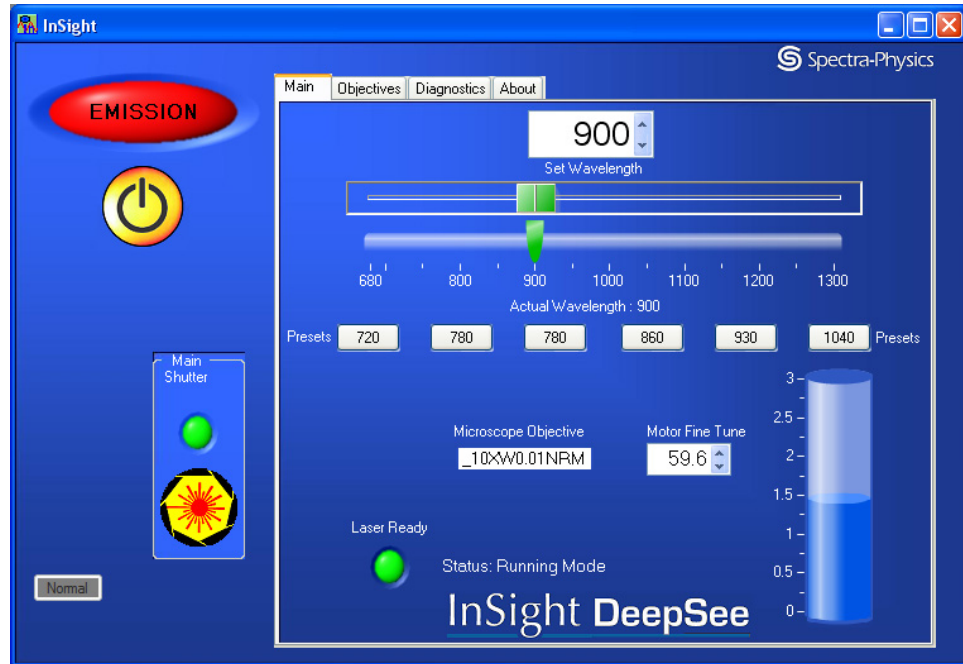 InSight
Spectra-Physics
EMISSION
Main Objectives Diagnostics About
900
Set Wavelength
680 800 900 1000 1100 1200 1300
Actual Wavelength : 900
Presets 720 780 780 860 930 1040 Presets
Main
Shutter
3
2.5
2
1.5
1
0.5
0
Microscope Objective Motor Fine Tune
_10XW0.01NRM 59.6
Laser Ready
Status: Running Mode
Normal
InSight DeepSee